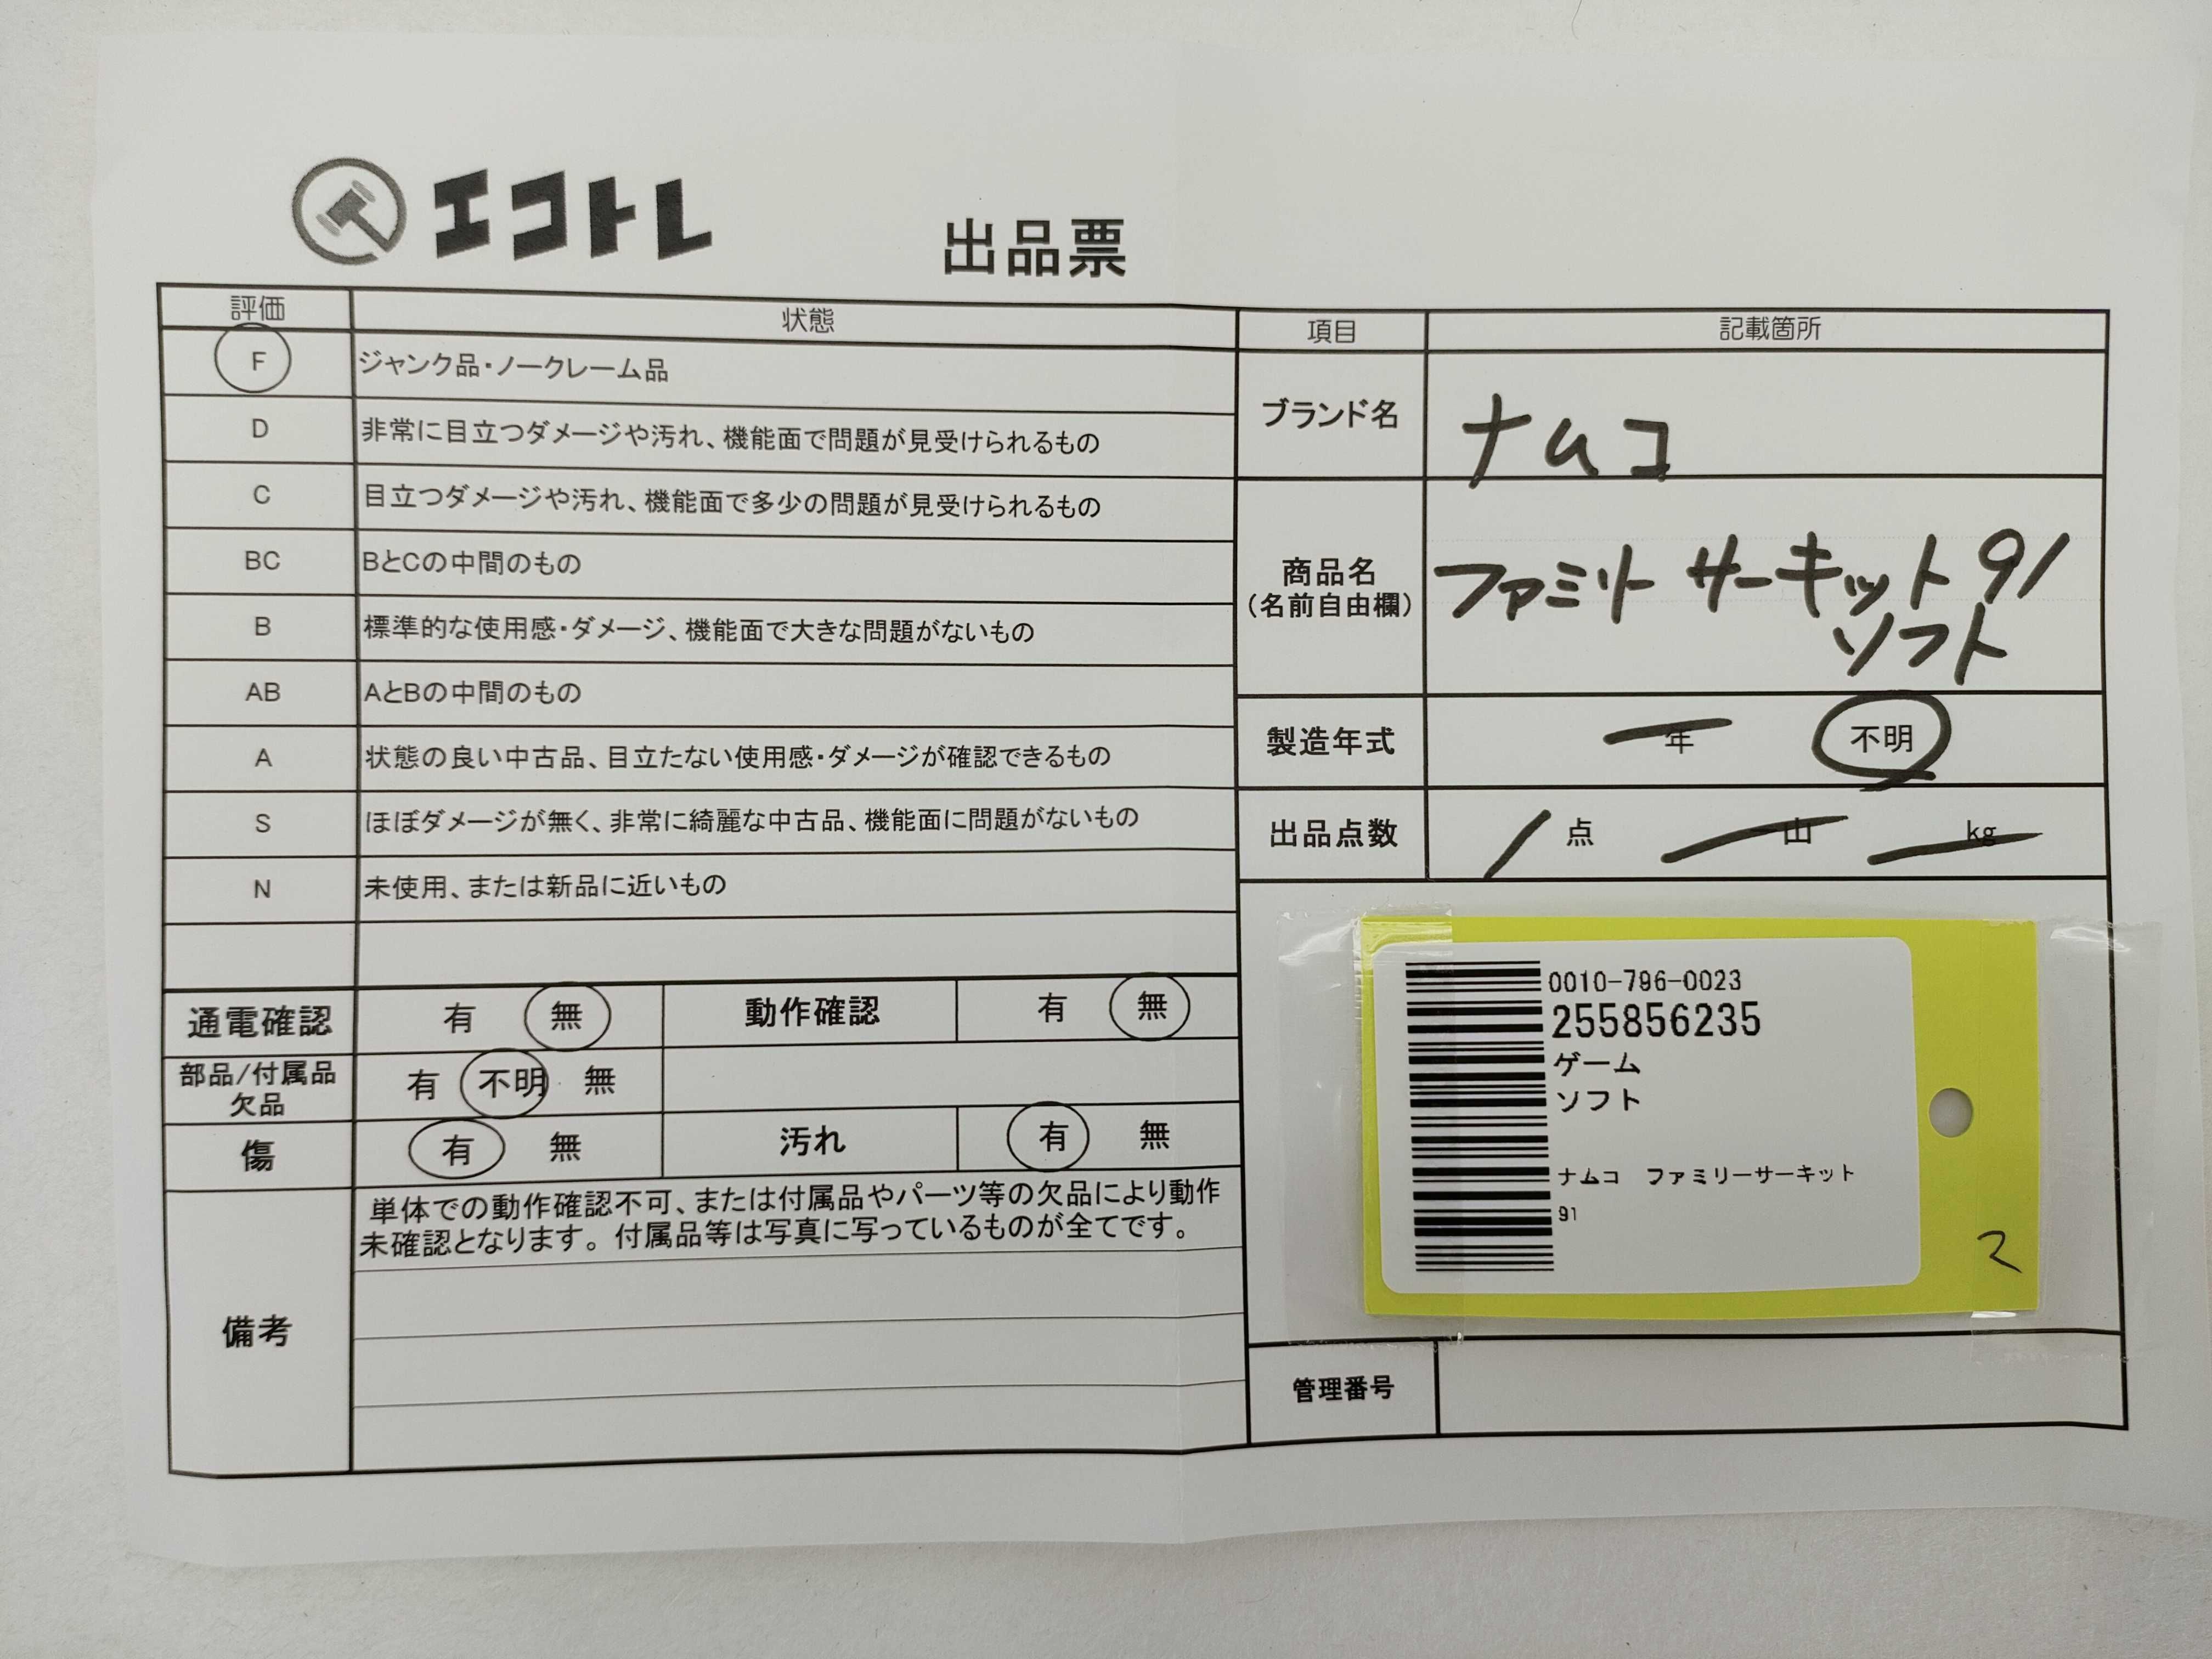 エコトレ
出品票
評価 状態
F ジャンク品・ノークレーム品
D 非常に目立つダメージや汚れ、機能面で問題が見受けられるもの
C 目立つダメージや汚れ、機能面で多少の問題が見受けられるもの
BC BとCの中間のもの
B 標準的な使用感・ダメージ、機能面で大きな問題がないもの
AB AとBの中間のもの
A 状態の良い中古品、目立たない使用感・ダメージが確認できるもの
S ほぼダメージが無く、非常に綺麗な中古品、機能面に問題がないもの
N 未使用、または新品に近いもの
通電確認 有 無 動作確認 有 無
部品/付属品
欠品
有 不明 無
傷 有 無 汚れ 有 無
備考
単体での動作確認不可、または付属品やパーツ等の欠品により動作
未確認となります。付属品等は写真に写っているものが全てです。
項目 記載箇所
ブランド名 ナムコ
商品名
(名前自由欄)
ファミリー サーキット 91
ソフト
製造年式 年 不明
出品点数 1 点 山 kg
0010-796-0023
255856235
ゲーム
ソフト
ナムコ ファミリーサーキット
91
2
管理番号